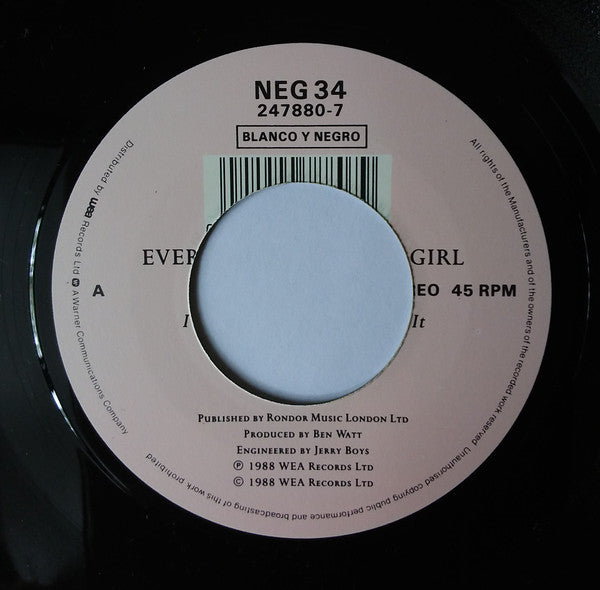 NEG 34
247880-7
BLANCO Y NEGRO
EVER GIRL
A EO 45 RPM
I It
PUBLISHED BY RONDOR MUSIC LONDON LTD
PRODUCED BY BEN WATT
ENGINEERED BY JERRY BOYS
Ⓟ 1988 WEA RECORDS LTD
© 1988 WEA RECORDS LTD
Distributed by wea Records Ltd A Warner Communications Company
All rights of the Manufacturers and of the owners of the recorded work reserved Unauthorised copying public performance and broadcasting of this work prohibited